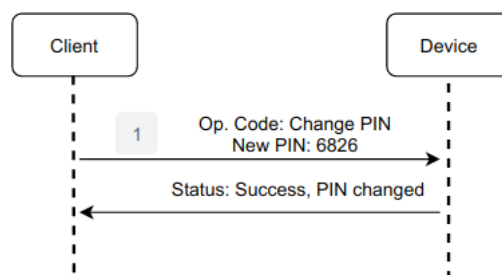 Client
Device
1
Op. Code: Change PIN
New PIN: 6826
Status: Success, PIN changed